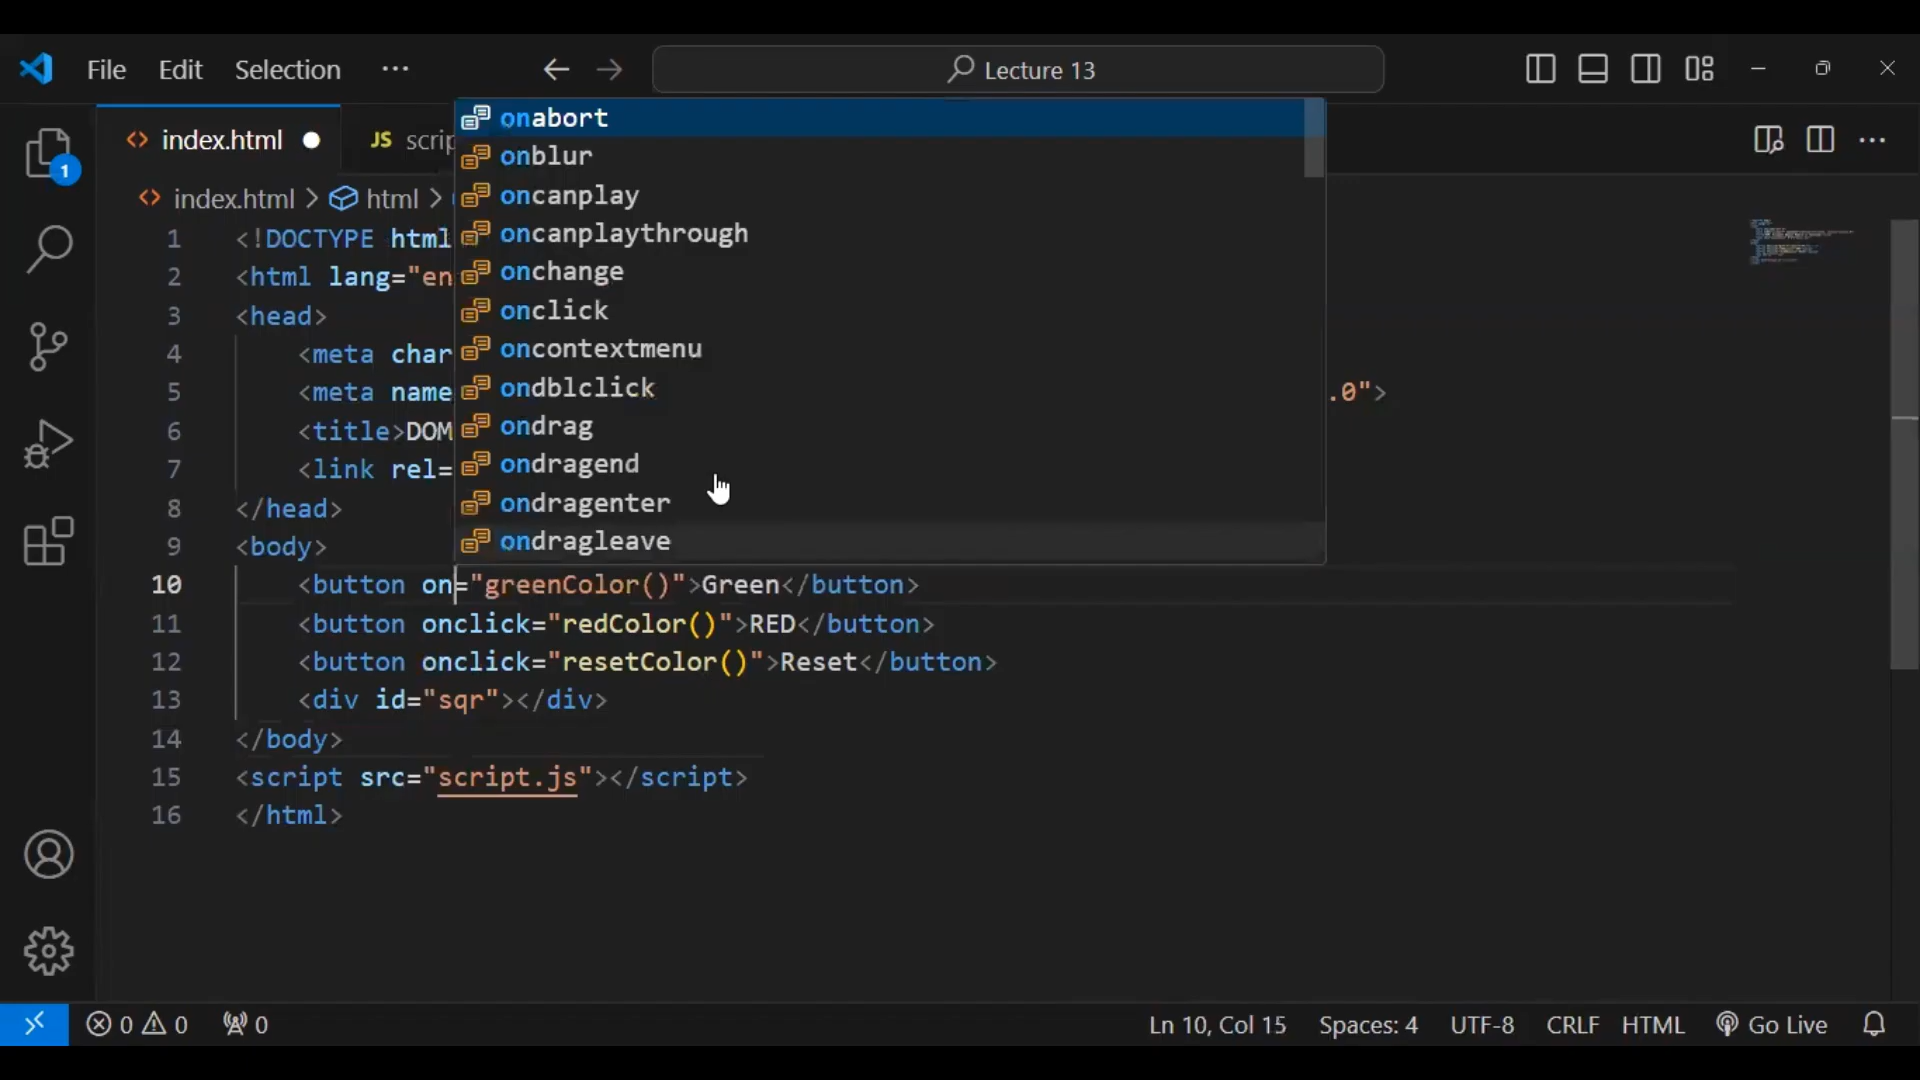 File Edit Selection ··· Lecture 13
index.html JS scrip
index.html > html >
onabort
onblur
oncanplay
oncanplaythrough
onchange
onclick
oncontextmenu
ondblclick
ondrag
ondragend
ondragenter
ondragleave
1
1 <!DOCTYPE html
2 <html lang="en
3 <head>
4 <meta char
5 <meta name .0">
6 <title>DOM
7 <link rel=
8 </head>
9 <body>
10 <button on="greenColor()">Green</button>
11 <button onclick="redColor()">RED</button>
12 <button onclick="resetColor()">Reset</button>
13 <div id="sqr"></div>
14 </body>
15 <script src="script.js"></script>
16 </html>
0 0 0 Ln 10, Col 15 Spaces: 4 UTF-8 CRLF HTML Go Live